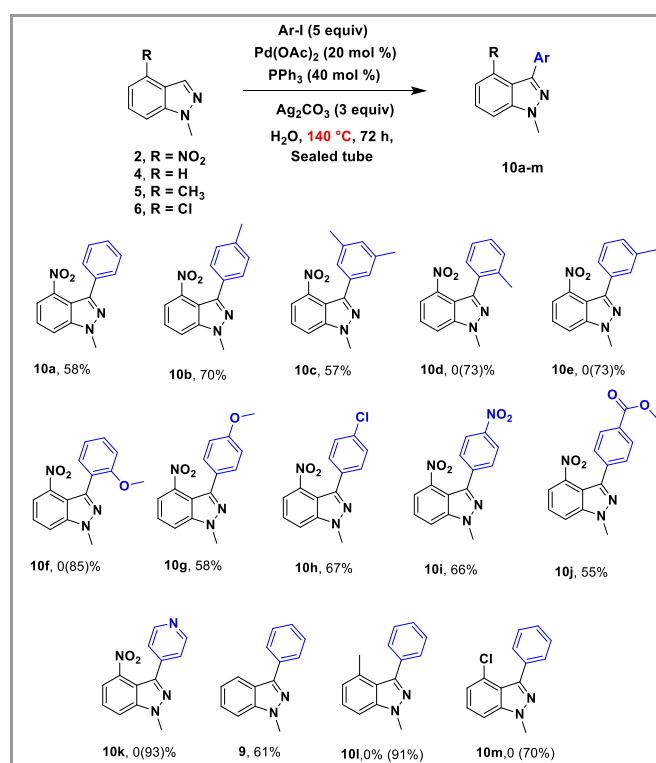 Ar-I (5 equiv)
Pd(OAc)2 (20 mol %)
PPh3 (40 mol %)
Ag2CO3 (3 equiv)
H2O, 140 °C, 72 h,
Sealed tube
R
N
N
2, R = NO2
4, R = H
5, R = CH3
6, R = Cl
R
Ar
N
N
10a-m
NO2
N
N
10a, 58%
NO2
N
N
10b, 70%
NO2
N
N
10c, 57%
NO2
N
N
10d, 0(73)%
NO2
N
N
10e, 0(73)%
NO2
O
N
N
10f, 0(85)%
O
NO2
N
N
10g, 58%
Cl
NO2
N
N
10h, 67%
NO2
NO2
N
N
10i, 66%
O
O
NO2
N
N
10j, 55%
N
NO2
N
N
10k, 0(93)%
N
N
9, 61%
N
N
10l,0% (91%)
Cl
N
N
10m,0 (70%)